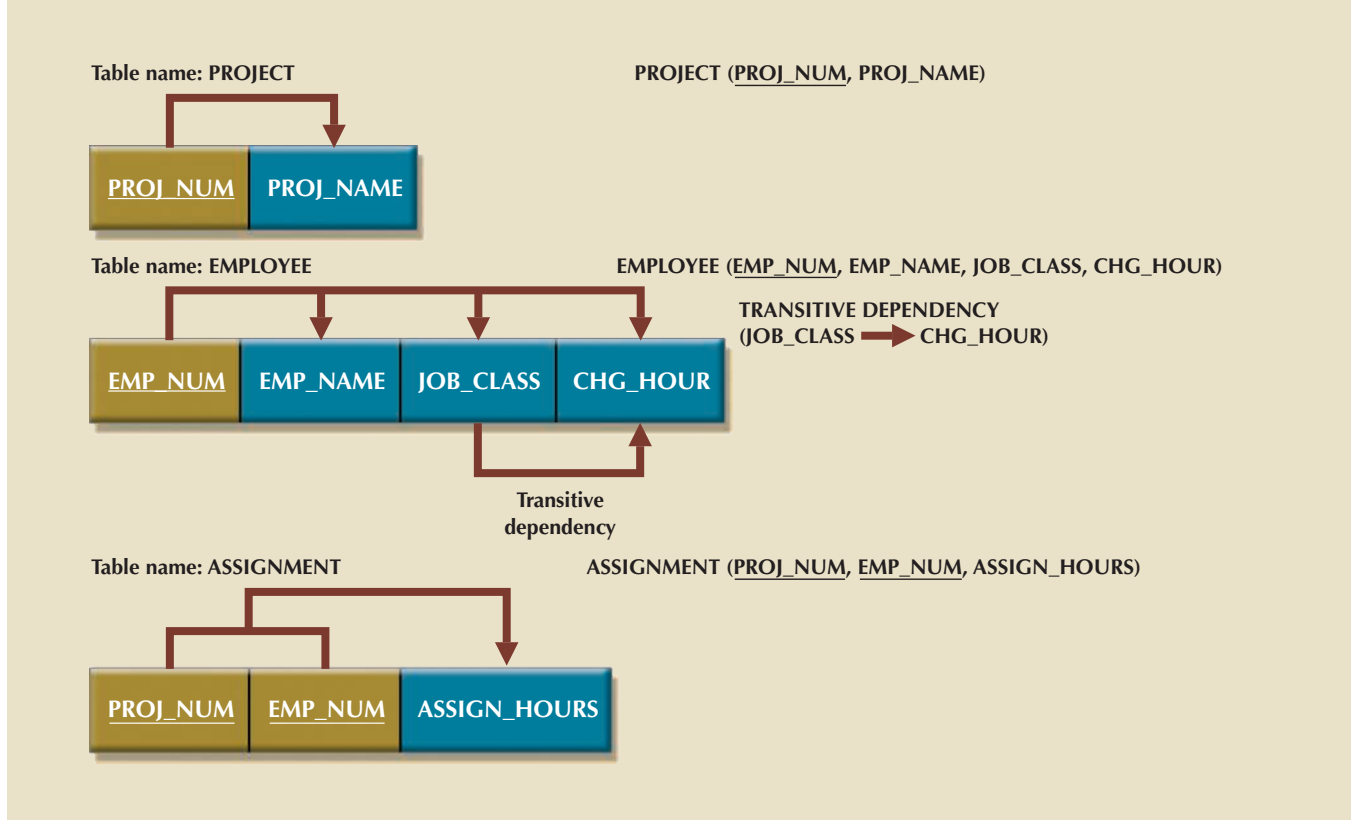 Table name: PROJECT
PROJECT (PROJ_NUM, PROJ_NAME)
PROJ_NUM
PROJ_NAME
Table name: EMPLOYEE
EMPLOYEE (EMP_NUM, EMP_NAME, JOB_CLASS, CHG_HOUR)
TRANSITIVE DEPENDENCY
(JOB_CLASS CHG_HOUR)
EMP_NUM
EMP_NAME
JOB_CLASS
CHG_HOUR
Transitive
dependency
Table name: ASSIGNMENT
ASSIGNMENT (PROJ_NUM, EMP_NUM, ASSIGN_HOURS)
PROJ_NUM
EMP_NUM
ASSIGN_HOURS